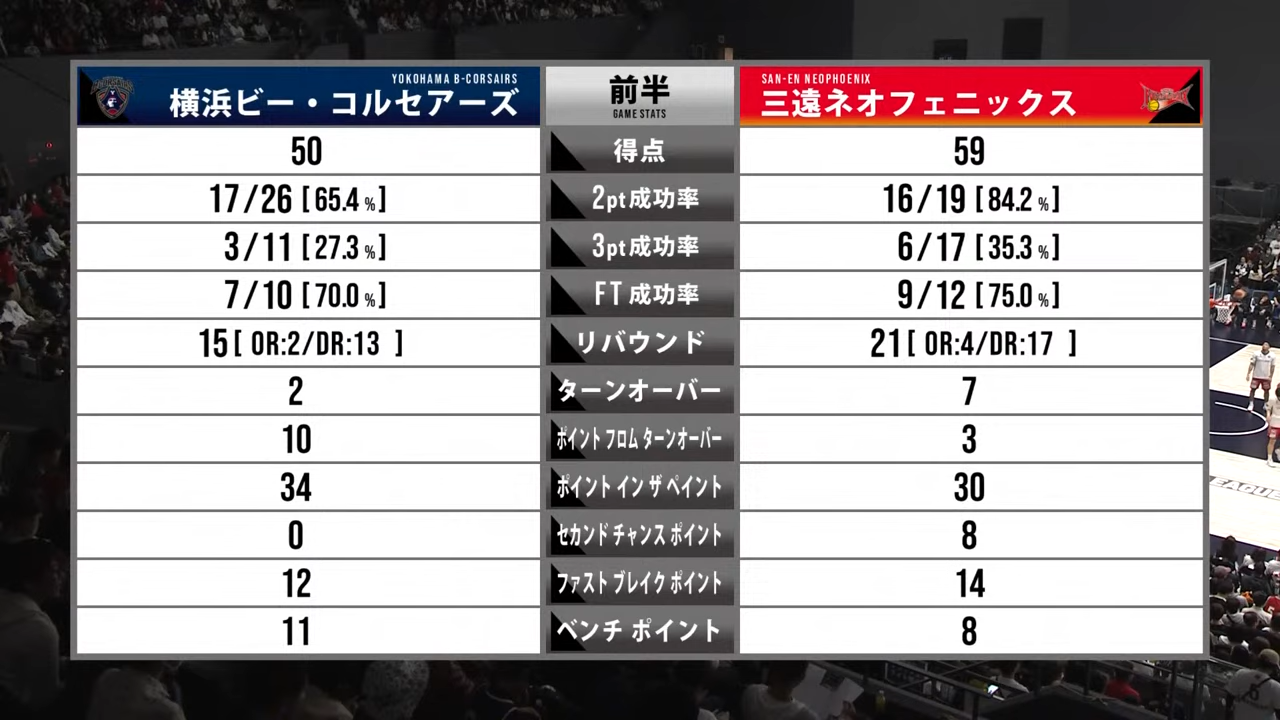 YOKOHAMA B-CORSAIRS
横浜ビー・コルセアーズ
前半
GAME STATS
SAN-EN NEOPHOENIX
三遠ネオフェニックス
50 得点 59
17/26 [65.4 %] 2pt成功率 16/19 [84.2 %]
3/11 [27.3 %] 3pt成功率 6/17 [35.3 %]
7/10 [70.0 %] FT成功率 9/12 [75.0 %]
15[ OR:2/DR:13 ] リバウンド 21[ OR:4/DR:17 ]
2 ターンオーバー 7
10 ポイント フロム ターンオーバー 3
34 ポイント イン ザ ペイント 30
0 セカンド チャンス ポイント 8
12 ファスト ブレイク ポイント 14
11 ベンチ ポイント 8